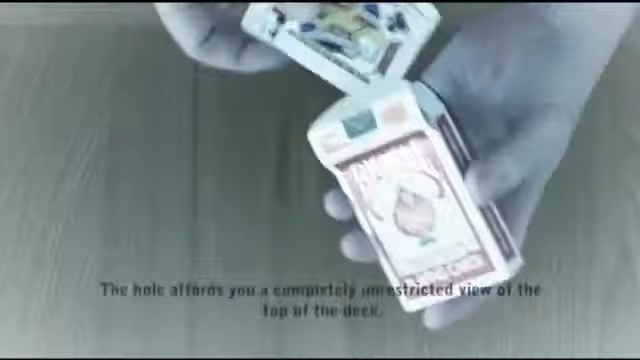 The hole affords you a completely unrestricted view of the
top of the deck.